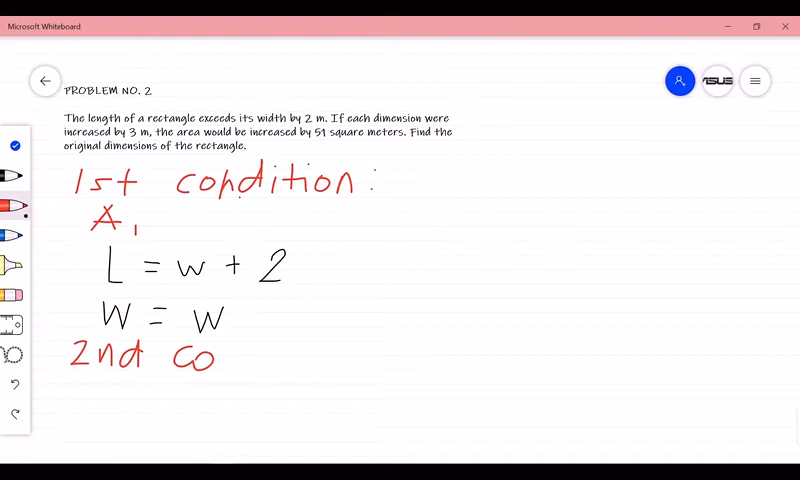 Microsoft Whiteboard
PROBLEM NO. 2
ASUS
The length of a rectangle exceeds its width by 2 m. If each dimension were
increased by 3 m, the area would be increased by 51 square meters. Find the
original dimensions of the rectangle.
1st condition:
A1
L = w + 2
W = w
2nd co